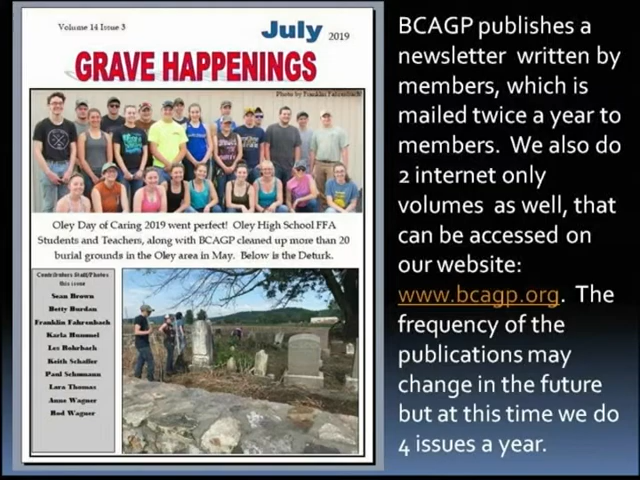 Volume 14 Issue 3
July 2019
GRAVE HAPPENINGS
Photo by Franklin Fahrenbach
Oley Day of Caring 2019 went perfect! Oley High School FFA
Students and Teachers, along with BCAGP cleaned up more than 20
burial grounds in the Oley area in May. Below is the Deturk.
Contributors Staff/Photos
this issue
Sean Brown
Betty Burdan
Franklin Fahrenbach
Karla Hummel
Les Rohrbach
Keith Schaffer
Paul Schumann
Lora Thomas
Anne Wagner
Rod Wagner
BCAGP publishes a
newsletter written by
members, which is
mailed twice a year to
members. We also do
2 internet only
volumes as well, that
can be accessed on
our website:
www.bcagp.org. The
frequency of the
publications may
change in the future
but at this time we do
4 issues a year.